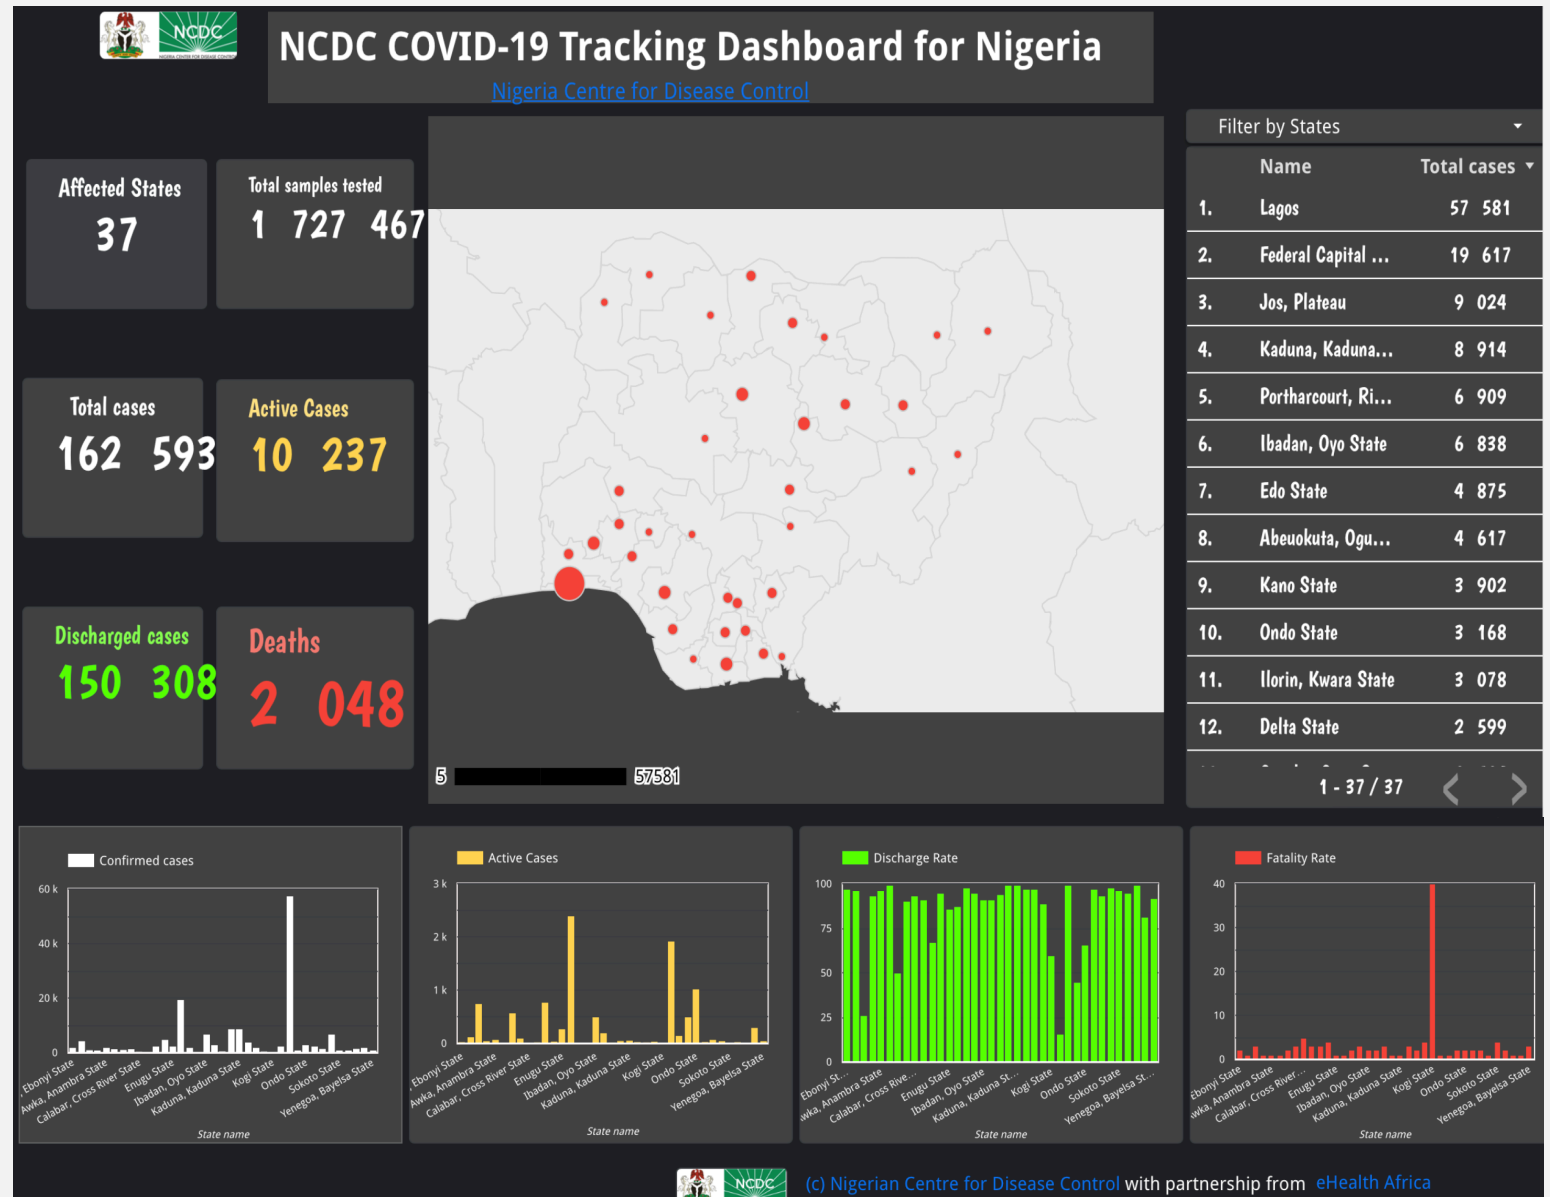 NCDC
NIGERIA CENTER FOR DISEASE CONTROL
NCDC COVID-19 Tracking Dashboard for Nigeria
Nigeria Centre for Disease Control
Affected States
37
Total samples tested
1 727 467
Total cases
162 593
Active Cases
10 237
Discharged cases
150 308
Deaths
2 048
5
57581
Filter by States
Name Total cases
1. Lagos 57 581
2. Federal Capital ... 19 617
3. Jos, Plateau 9 024
4. Kaduna, Kaduna... 8 914
5. Portharcourt, Ri... 6 909
6. Ibadan, Oyo State 6 838
7. Edo State 4 875
8. Abeuokuta, Ogu... 4 617
9. Kano State 3 902
10. Ondo State 3 168
11. Ilorin, Kwara State 3 078
12. Delta State 2 599
1 - 37 / 37
Confirmed cases
60 k
40 k
20 k
0
, Ebonyi State
Awka, Anambra State
Calabar, Cross River State
Enugu State
Ibadan, Oyo State
Kaduna, Kaduna State
Kogi State
Ondo State
Sokoto State
Yenegoa, Bayelsa State
State name
Active Cases
3 k
2 k
1 k
0
, Ebonyi State
Awka, Anambra State
Calabar, Cross River State
Enugu State
Ibadan, Oyo State
Kaduna, Kaduna State
Kogi State
Ondo State
Sokoto State
Yenegoa, Bayelsa State
State name
Discharge Rate
100
75
50
25
0
Ebonyi St...
wka, Anambra State
Calabar, Cross Rive...
Enugu State
Ibadan, Oyo State
Kaduna, Kaduna St...
Kogi State
Ondo State
Sokoto State
Yenegoa, Bayelsa St...
State name
Fatality Rate
40
30
20
10
0
Ebonyi State
wka, Anambra State
Calabar, Cross River...
Enugu State
Ibadan, Oyo State
Kaduna, Kaduna State
Kogi State
Ondo State
Sokoto State
Yenegoa, Bayelsa State
State name
NCDC
(c) Nigerian Centre for Disease Control with partnership from eHealth Africa